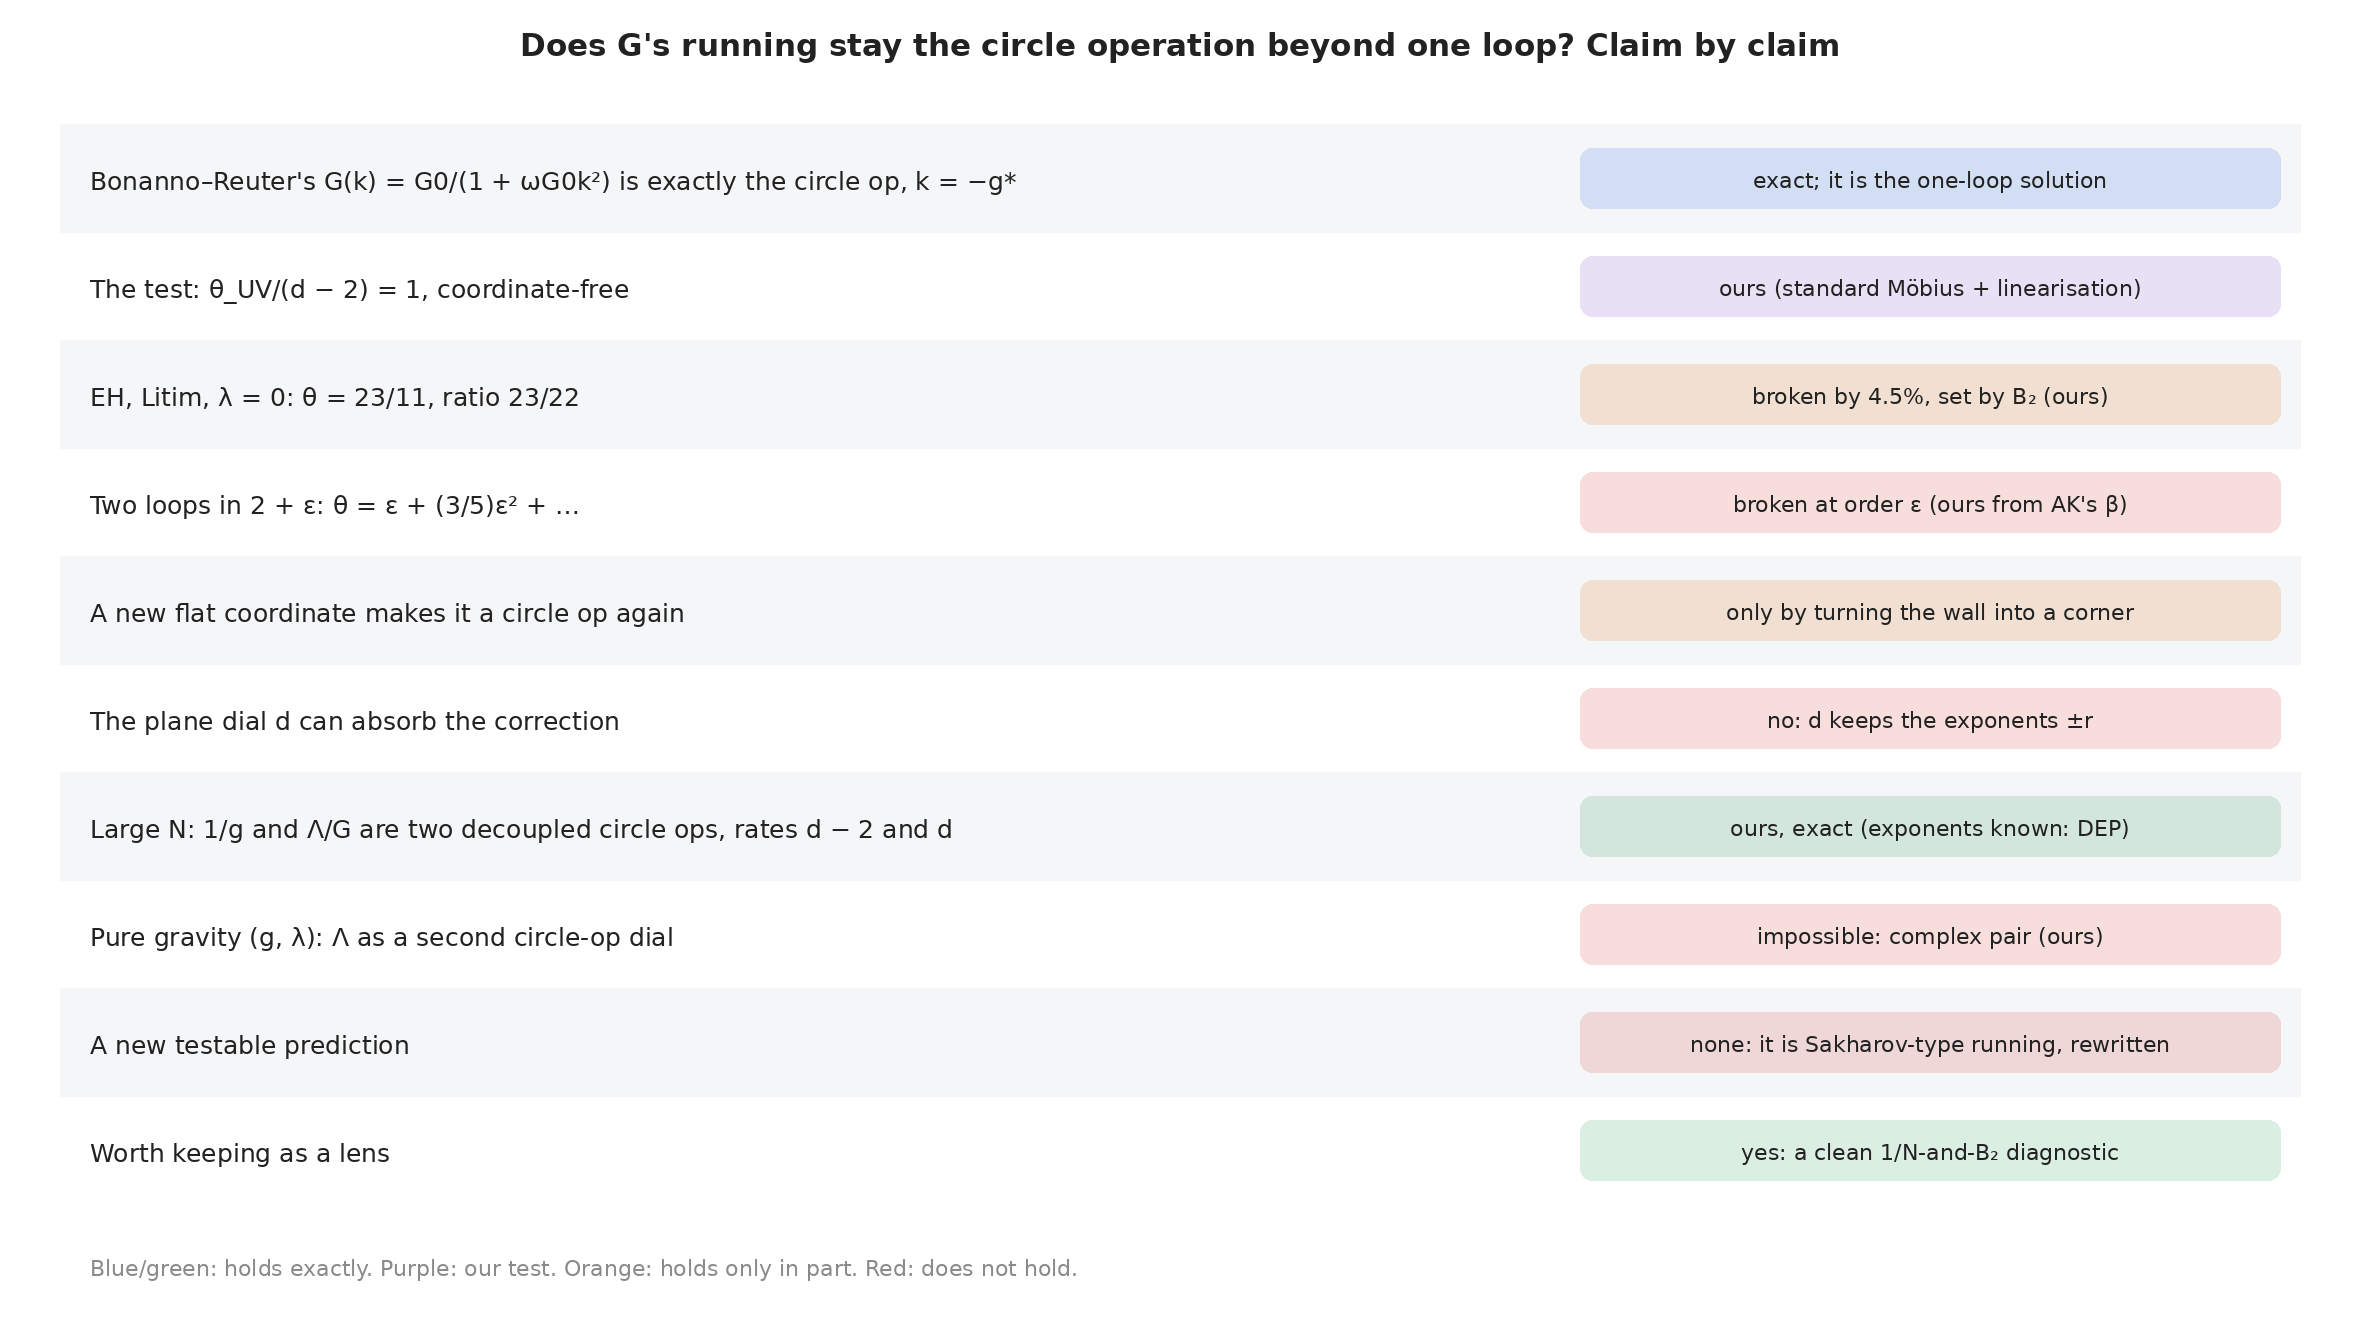 Does G's running stay the circle operation beyond one loop? Claim by claim
Bonanno–Reuter's G(k) = G0/(1 + ωG0k²) is exactly the circle op, k = −g*
exact; it is the one-loop solution
The test: θ_UV/(d − 2) = 1, coordinate-free
ours (standard Möbius + linearisation)
EH, Litim, λ = 0: θ = 23/11, ratio 23/22
broken by 4.5%, set by B₂ (ours)
Two loops in 2 + ε: θ = ε + (3/5)ε² + …
broken at order ε (ours from AK's β)
A new flat coordinate makes it a circle op again
only by turning the wall into a corner
The plane dial d can absorb the correction
no: d keeps the exponents ±r
Large N: 1/g and Λ/G are two decoupled circle ops, rates d − 2 and d
ours, exact (exponents known: DEP)
Pure gravity (g, λ): Λ as a second circle-op dial
impossible: complex pair (ours)
A new testable prediction
none: it is Sakharov-type running, rewritten
Worth keeping as a lens
yes: a clean 1/N-and-B₂ diagnostic
Blue/green: holds exactly. Purple: our test. Orange: holds only in part. Red: does not hold.